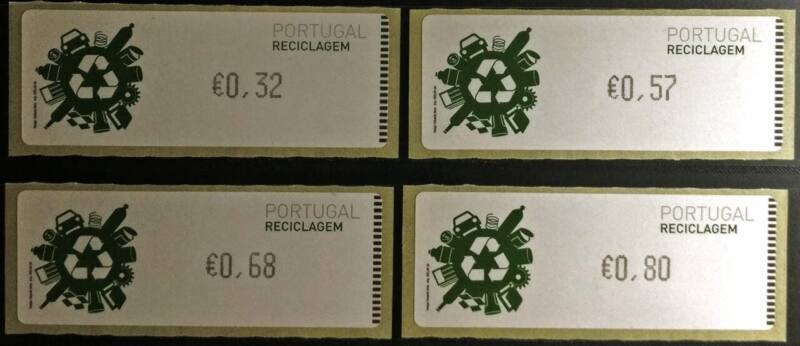 PORTUGAL
RECICLAGEM
€0,32
PORTUGAL
RECICLAGEM
€0,57
PORTUGAL
RECICLAGEM
€0,68
PORTUGAL
RECICLAGEM
€0,80